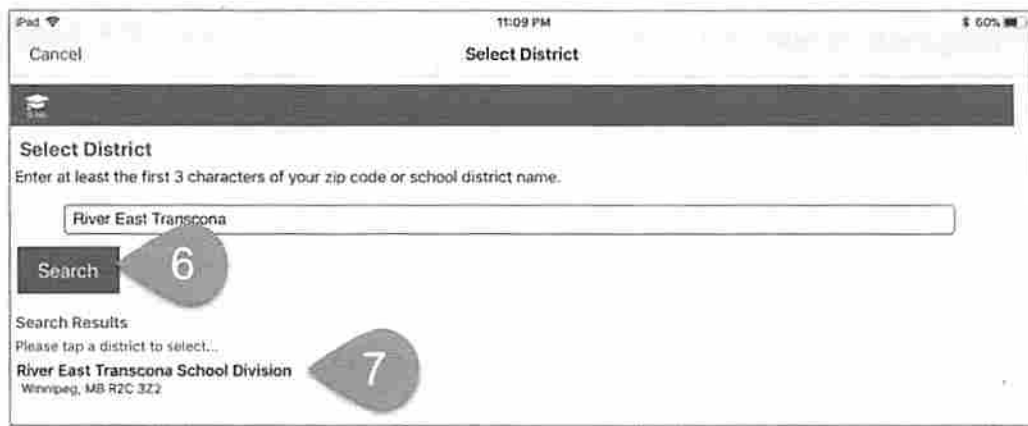 iPad 11:09 PM 60%
Cancel Select District
Select District
Enter at least the first 3 characters of your zip code or school district name.
River East Transcona
Search 6
Search Results
Please tap a district to select...
River East Transcona School Division 7
Winnipeg, MB R2C 3Z2